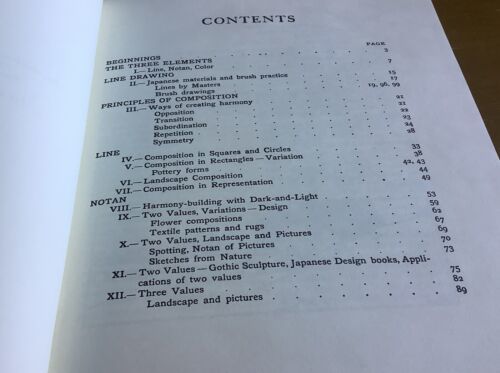 CONTENTS
PAGE
BEGINNINGS . . . . . . . 3
THE THREE ELEMENTS
I.—Line, Notan, Color . . . . . . 7
LINE DRAWING
II.—Japanese materials and brush practice . . . . 15
Lines by Masters . . . . . . 17
Brush drawings . . . . . 19, 96, 99
PRINCIPLES OF COMPOSITION
III.—Ways of creating harmony . . . . . 21
Opposition . . . . . . 21
Transition . . . . . . 22
Subordination . . . . . . 23
Repetition . . . . . . 24
Symmetry . . . . . . 28
LINE
IV.—Composition in Squares and Circles . . . . 33
V.—Composition in Rectangles—Variation . . . . 38
Pottery forms . . . . . 42, 43
VI.—Landscape Composition . . . . . 44
VII.—Composition in Representation . . . . . 49
NOTAN
VIII.—Harmony-building with Dark-and-Light . . . . 53
IX.—Two Values, Variations—Design . . . . . 59
Flower compositions . . . . . . 62
Textile patterns and rugs . . . . . 67
X.—Two Values, Landscape and Pictures . . . . 69
Spotting, Notan of Pictures . . . . . 70
Sketches from Nature . . . . . 73
XI.—Two Values—Gothic Sculpture, Japanese Design books, Appli-
cations of two values . . . . . 75
XII.—Three Values . . . . . . 82
Landscape and pictures . . . . . 89